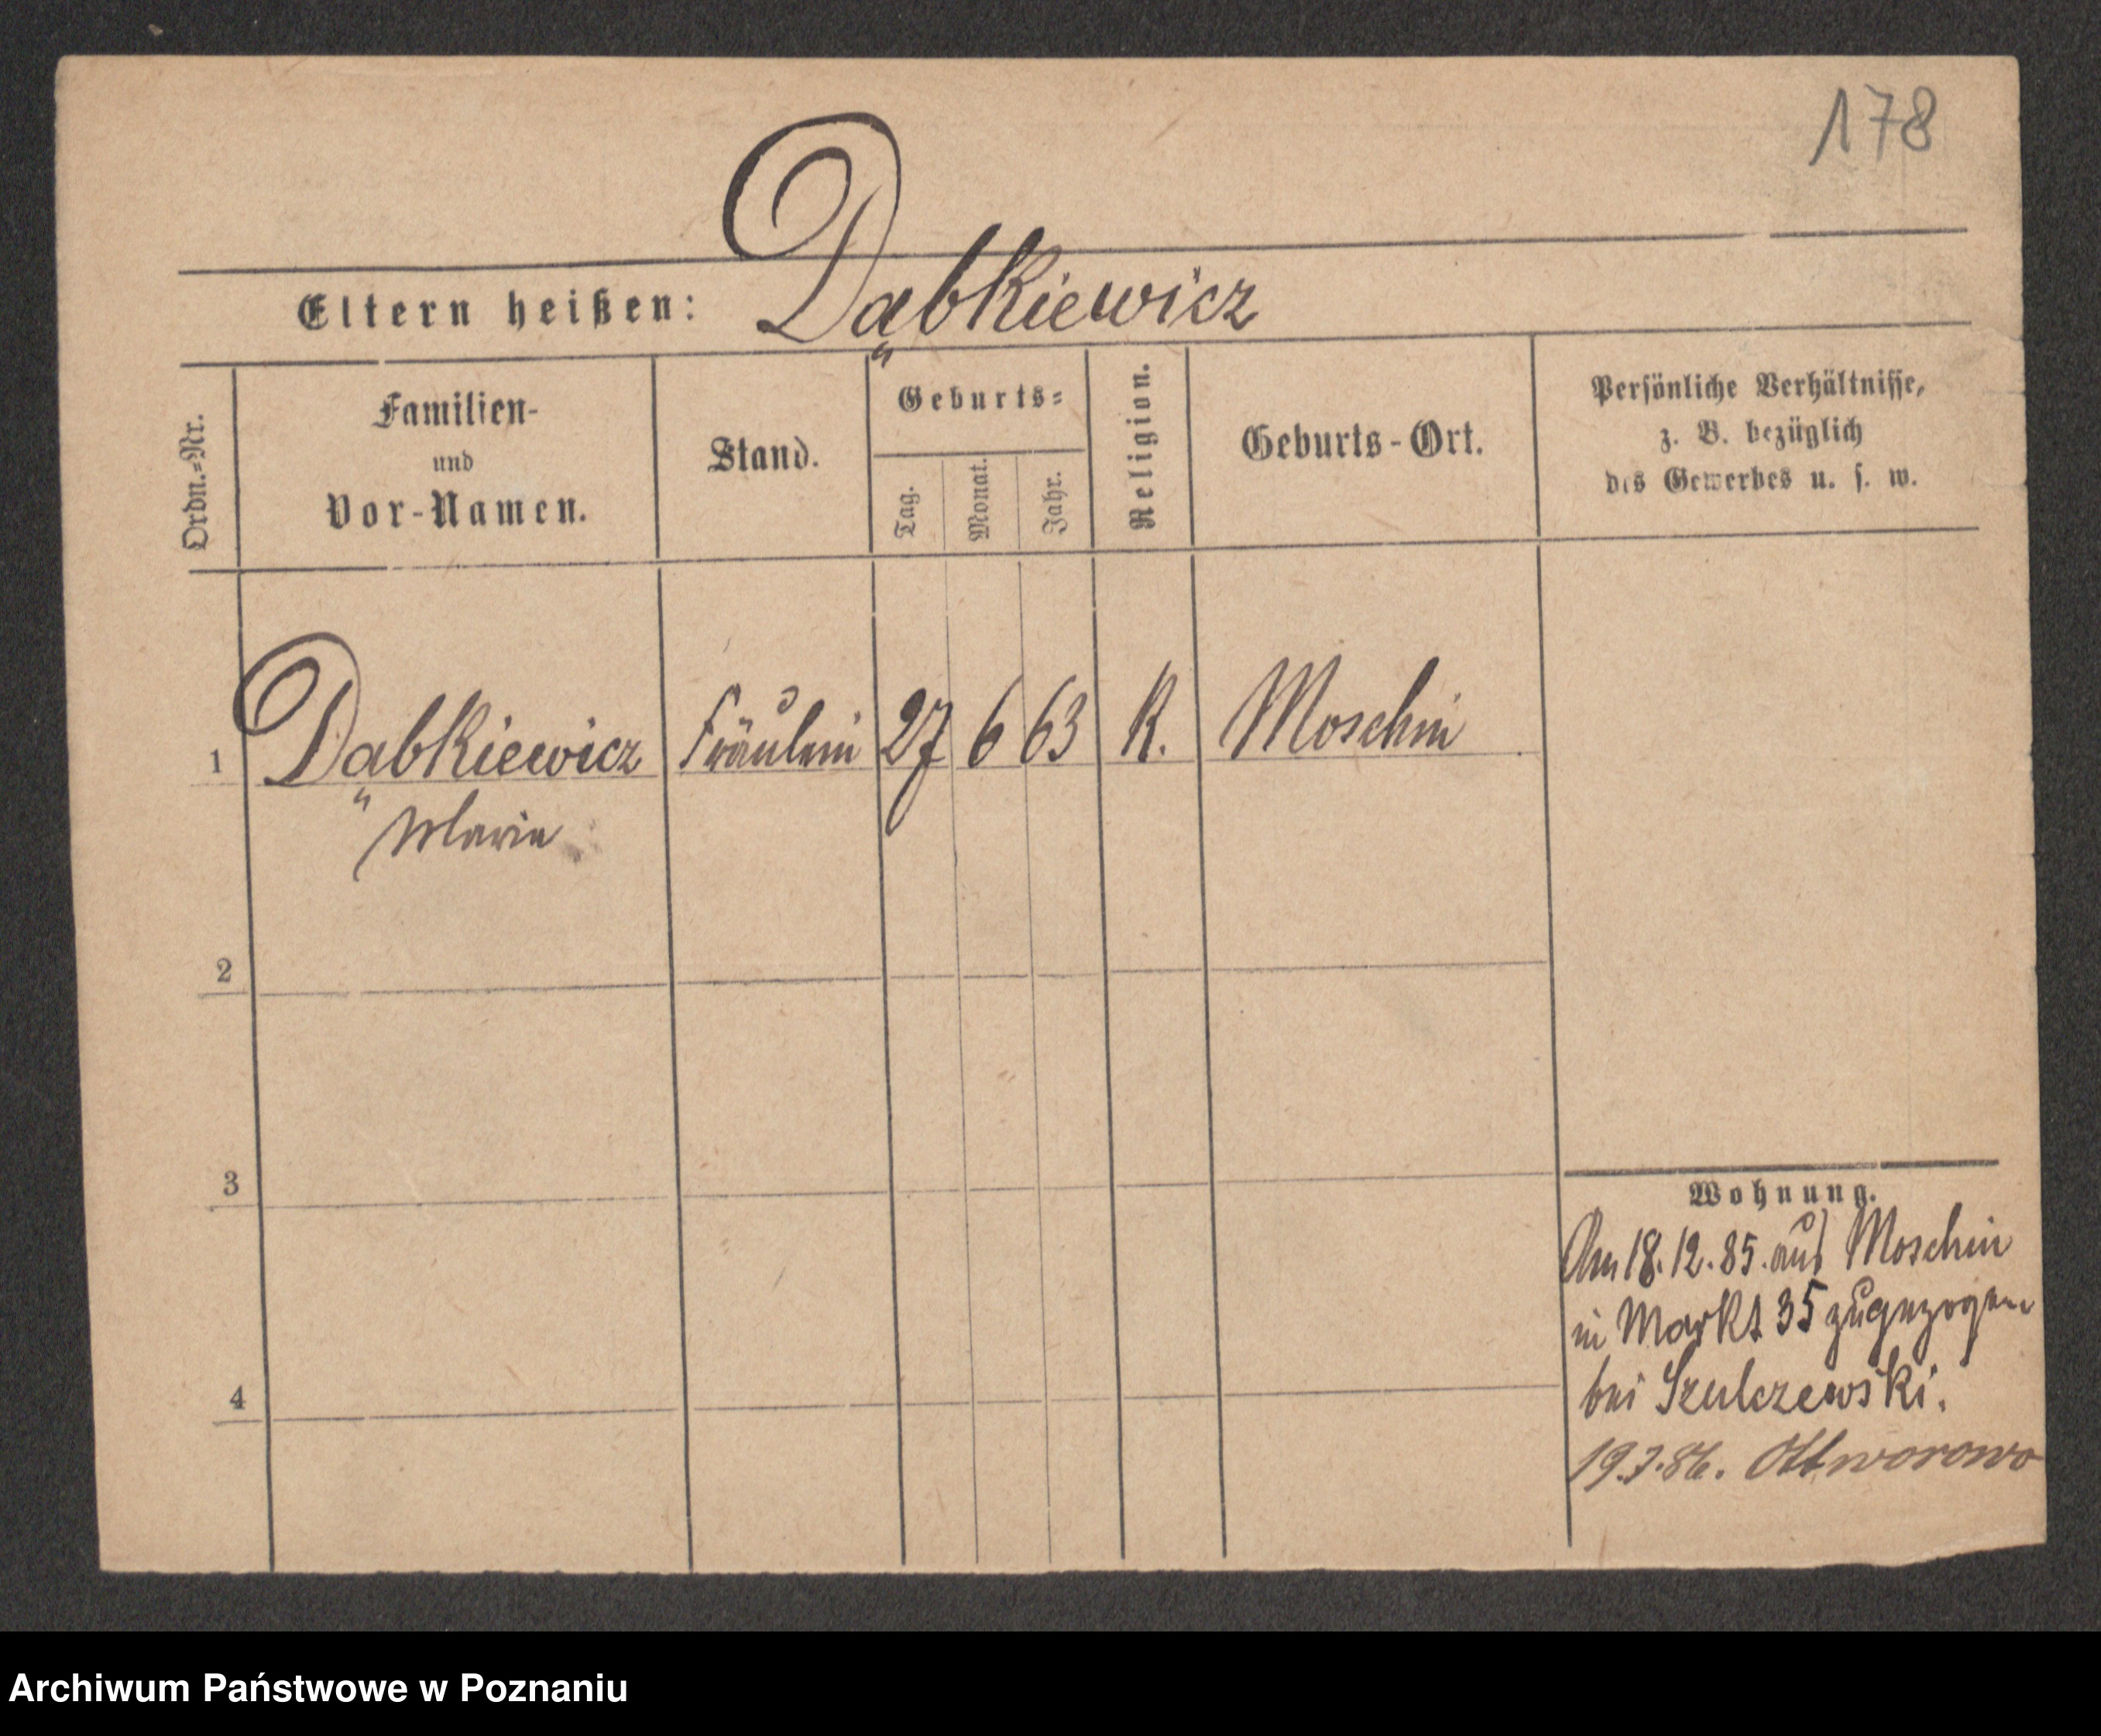 178
Eltern heißen: Dąbkiewicz
Ordn.=Nr.
Familien-
und
Vor-Namen.
Stand.
Geburts=
Tag.
Monat.
Jahr.
Religion.
Geburts-Ort.
Persönliche Verhältnisse,
z. B. bezüglich
des Gewerbes u. s. w.
1 Dąbkiewicz Fräulein 27 6 63 K. Moschin
Maria
2
3
4
Wohnung.
Am 18.12.85. aus Moschin
in Markt 35 zugezogen
bei Szulczewski.
19.7.86. Ottworowo
Archiwum Państwowe w Poznaniu